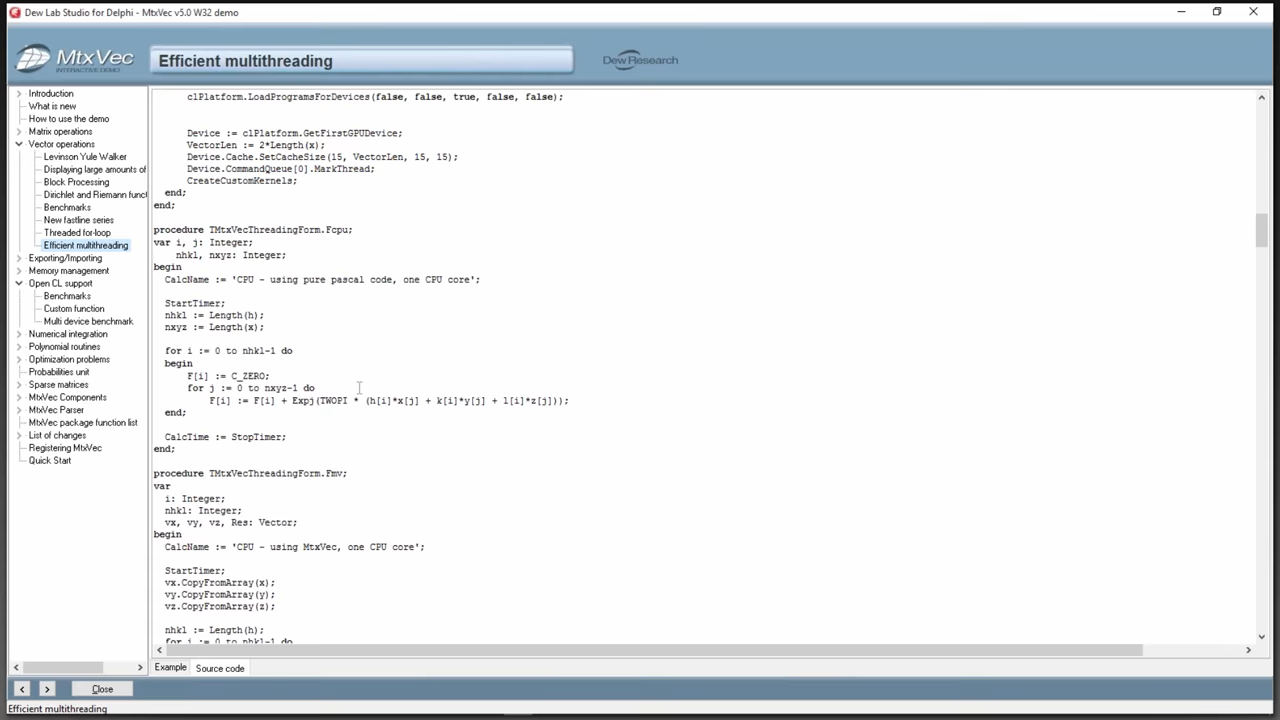 Dew Lab Studio for Delphi - MtxVec v5.0 W32 demo
MtxVec
INTERACTIVE DEMO
Efficient multithreading
DewResearch
Introduction
What is new
How to use the demo
Matrix operations
Vector operations
Levinson Yule Walker
Displaying large amounts of
Block Processing
Dirichlet and Riemann func
Benchmarks
New fastline series
Threaded for-loop
Efficient multithreading
Exporting/Importing
Memory management
Open CL support
Benchmarks
Custom function
Multi device benchmark
Numerical integration
Polynomial routines
Optimization problems
Probabilities unit
Sparse matrices
MtxVec Components
MtxVec Parser
MtxVec package function list
List of changes
Registering MtxVec
Quick Start
clPlatform.LoadProgramsForDevices(false, false, true, false, false);
Device := clPlatform.GetFirstGPUDevice;
VectorLen := 2*Length(x);
Device.Cache.SetCacheSize(15, VectorLen, 15, 15);
Device.CommandQueue[0].MarkThread;
CreateCustomKernels;
end;
end;
procedure TMtxVecThreadingForm.Fcpu;
var i, j: Integer;
nhkl, nxyz: Integer;
begin
CalcName := 'CPU - using pure pascal code, one CPU core';
StartTimer;
nhkl := Length(h);
nxyz := Length(x);
for i := 0 to nhkl-1 do
begin
F[i] := C_ZERO;
for j := 0 to nxyz-1 do
F[i] := F[i] + Expj(TWOPI * (h[i]*x[j] + k[i]*y[j] + l[i]*z[j]));
end;
CalcTime := StopTimer;
end;
procedure TMtxVecThreadingForm.Fmv;
var
i: Integer;
nhkl: Integer;
vx, vy, vz, Res: Vector;
begin
CalcName := 'CPU - using MtxVec, one CPU core';
StartTimer;
vx.CopyFromArray(x);
vy.CopyFromArray(y);
vz.CopyFromArray(z);
nhkl := Length(h);
for i := 0 to nhkl-1 do
Example
Source code
Close
Efficient multithreading